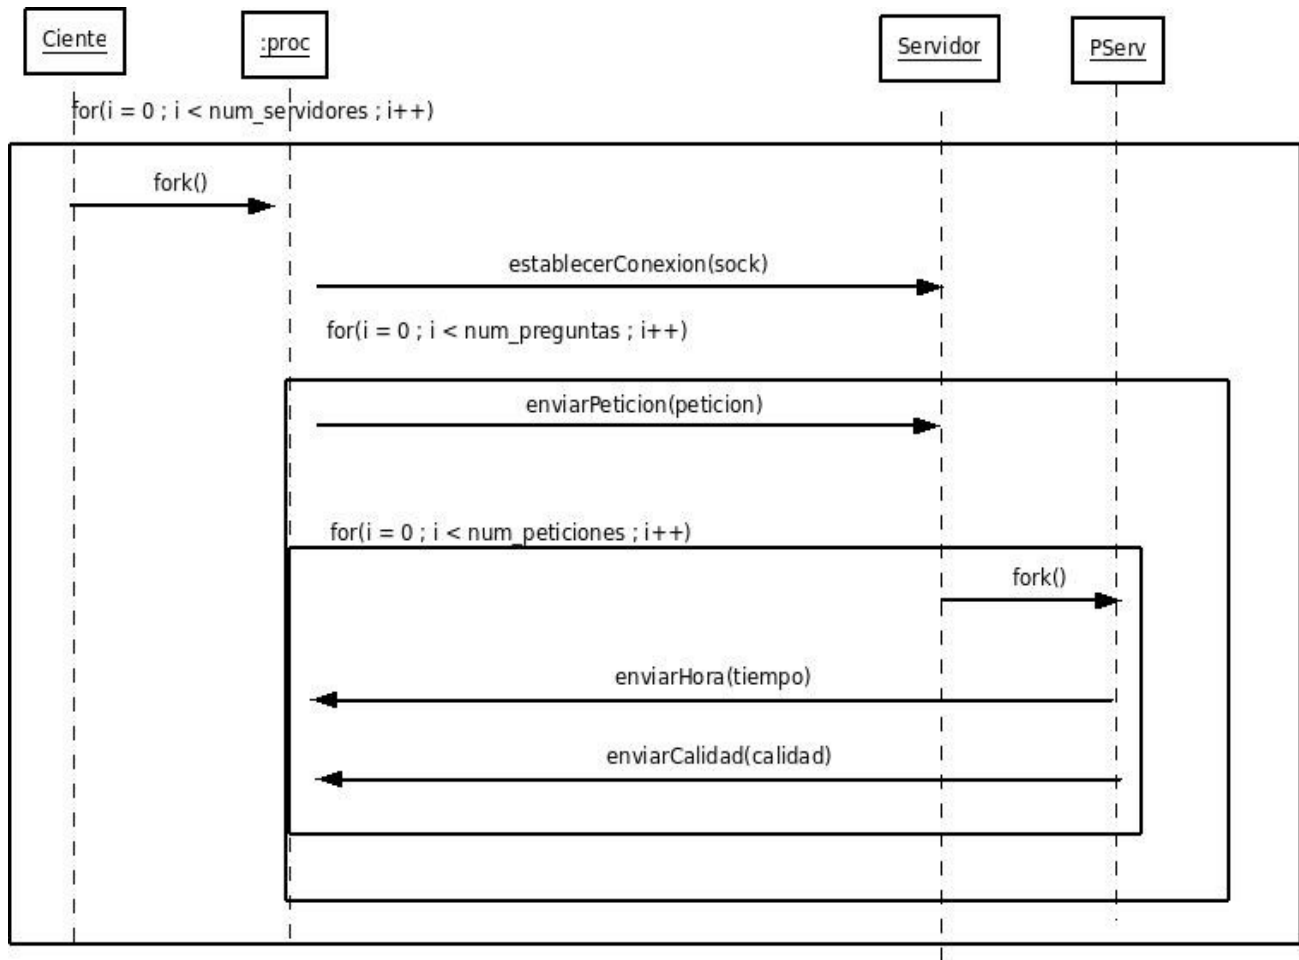 Ciente
:proc
Servidor
PServ
for(i = 0 ; i < num_servidores ; i++)
fork()
establecerConexion(sock)
for(i = 0 ; i < num_preguntas ; i++)
enviarPeticion(peticion)
for(i = 0 ; i < num_peticiones ; i++)
fork()
enviarHora(tiempo)
enviarCalidad(calidad)